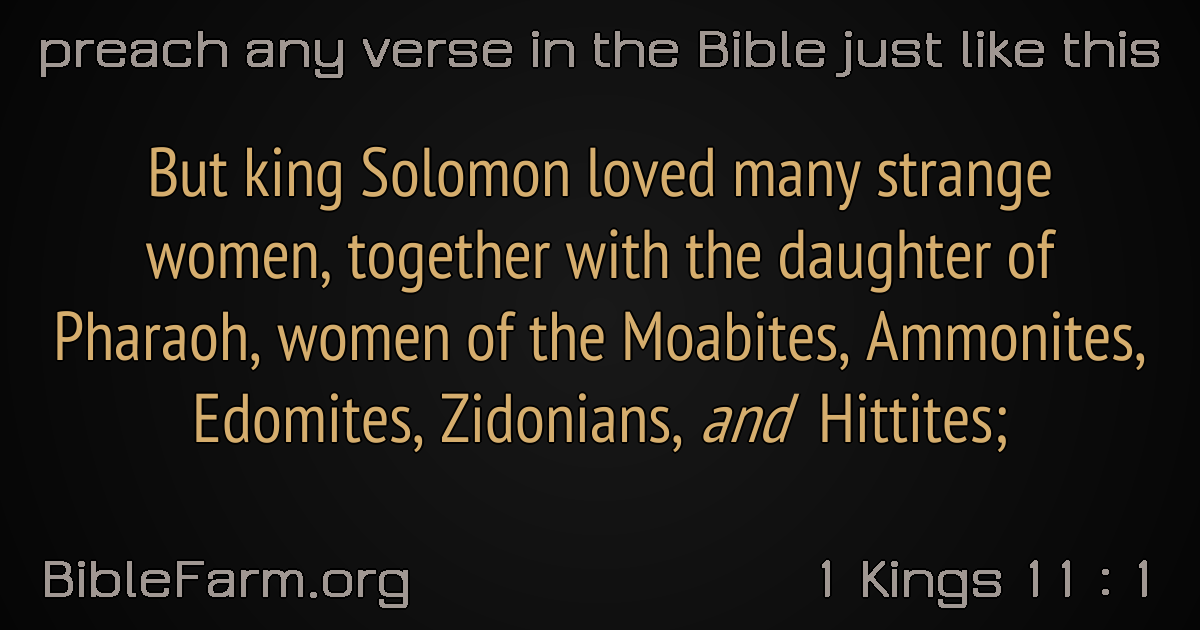 preach any verse in the Bible just like this
But king Solomon loved many strange
women, together with the daughter of
Pharaoh, women of the Moabites, Ammonites,
Edomites, Zidonians, and Hittites;
BibleFarm.org
1 Kings 11 : 1